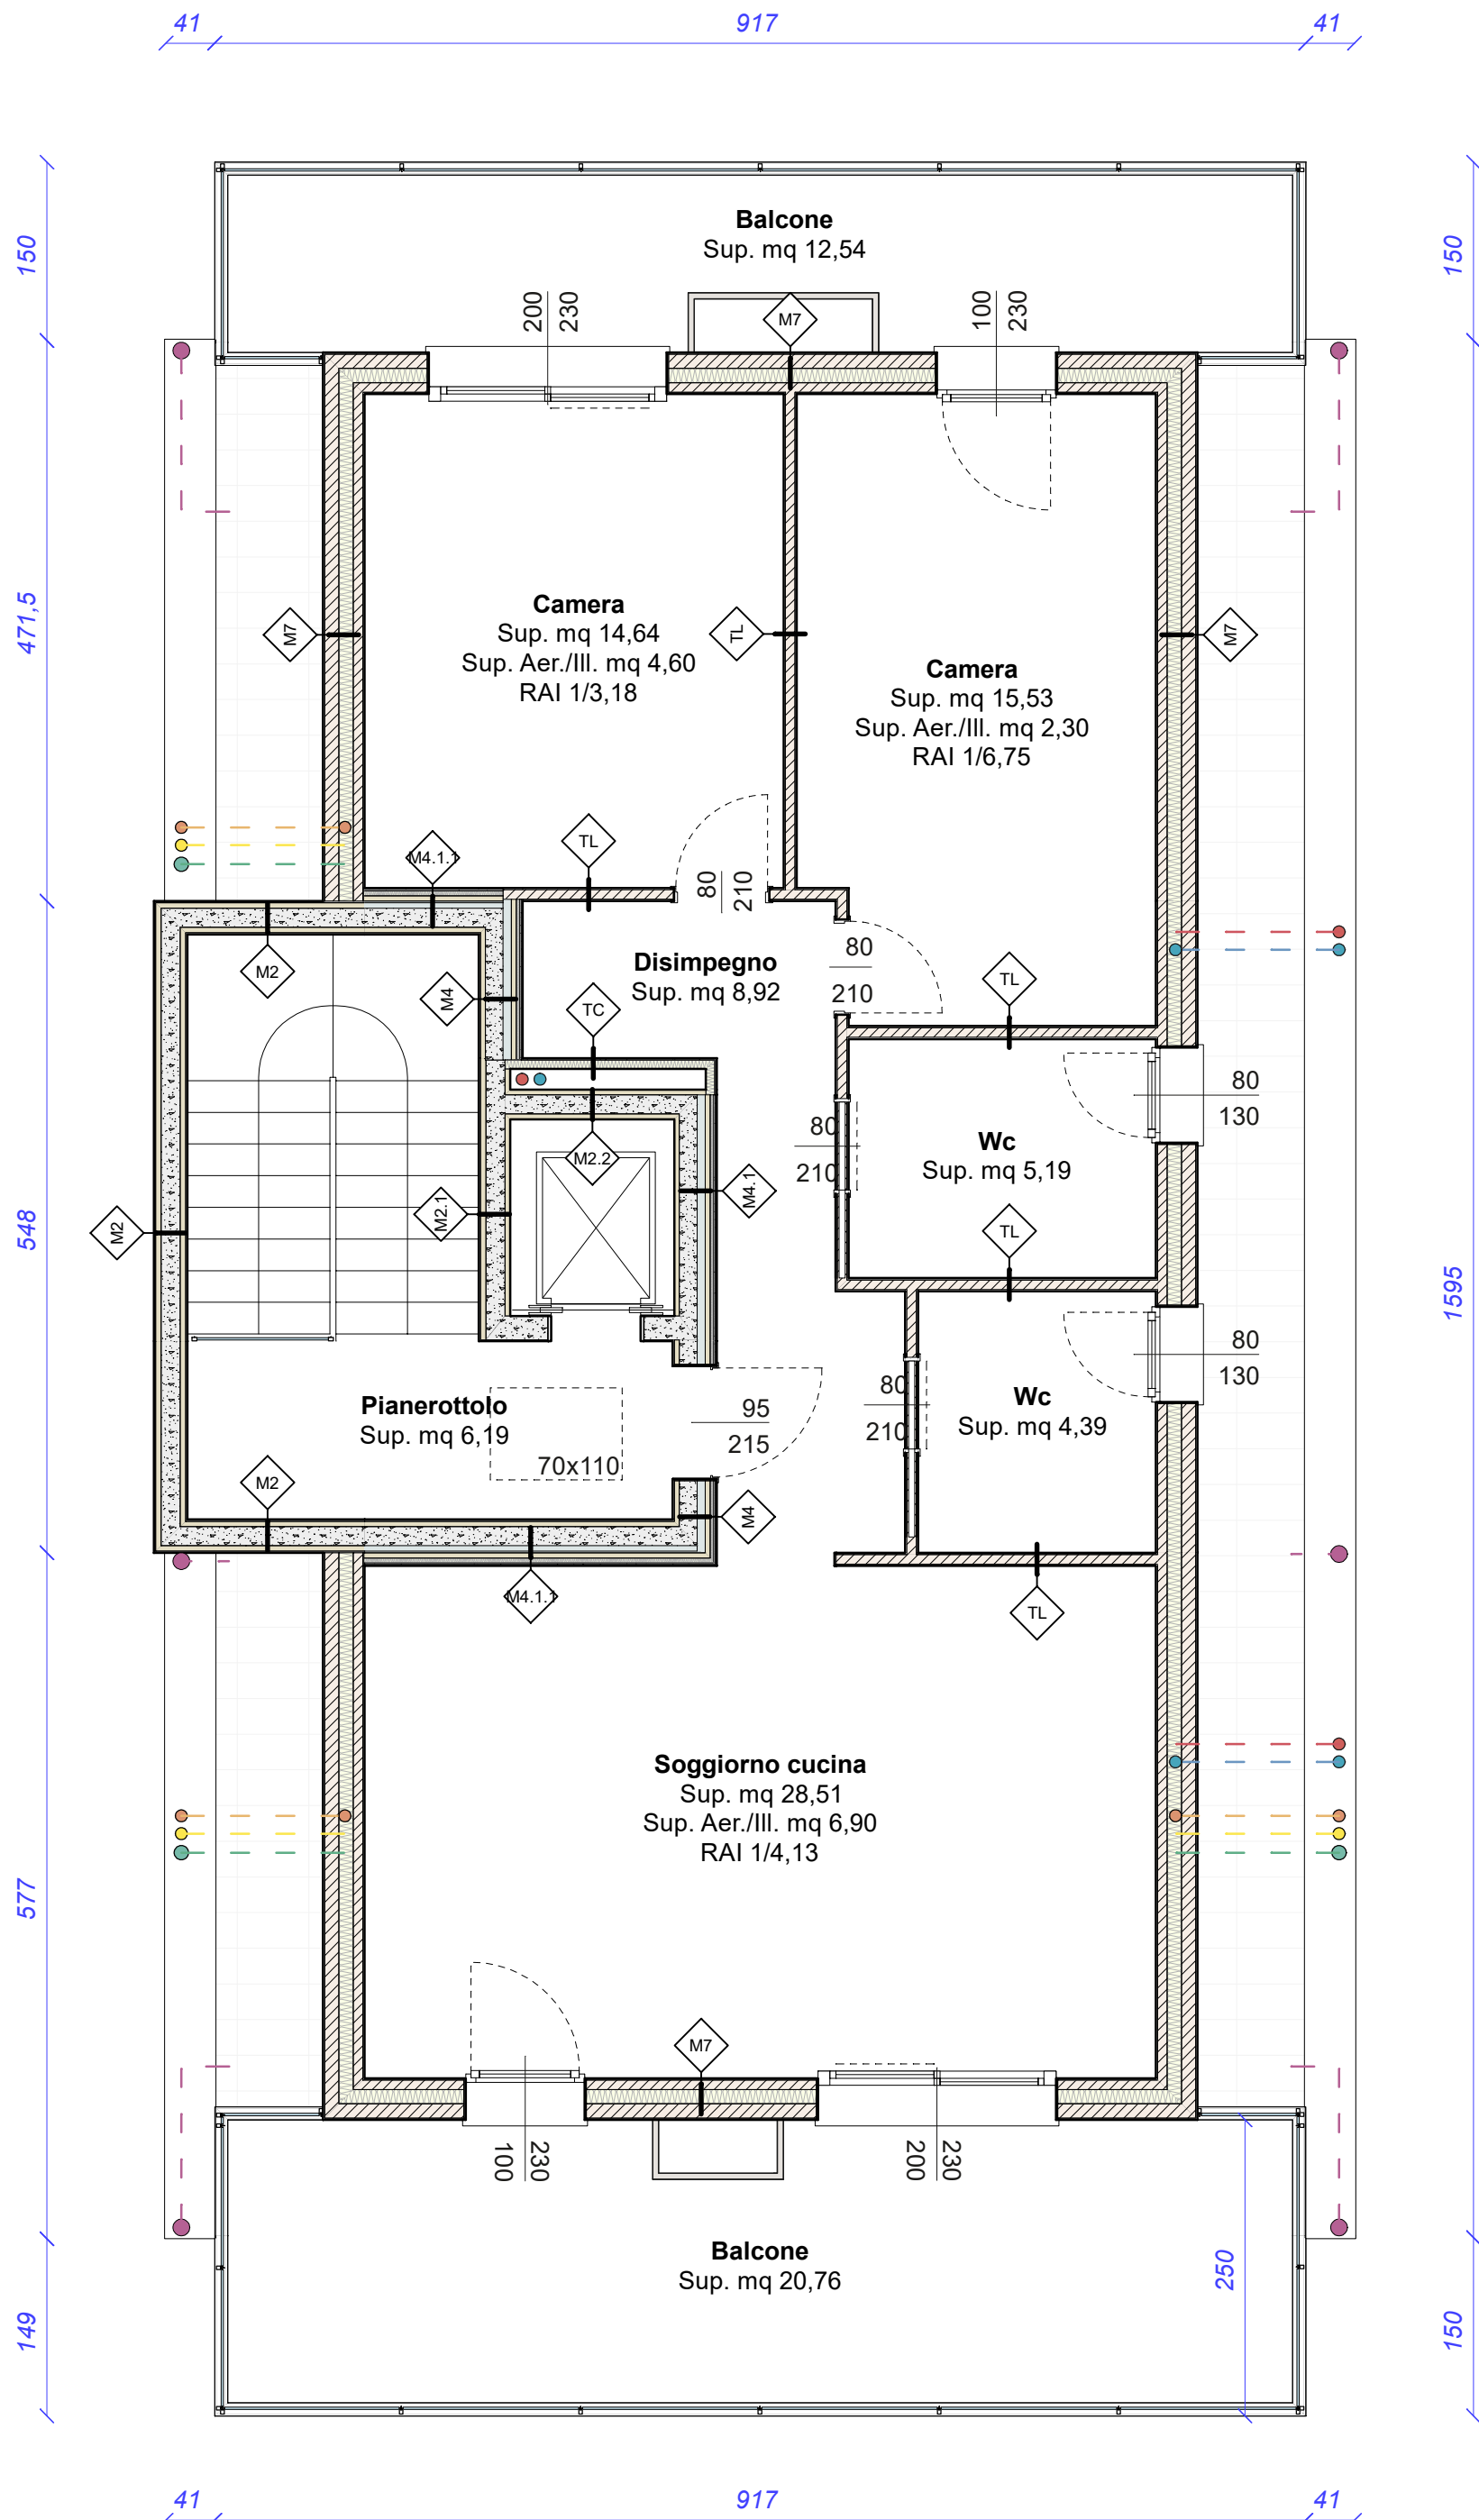 41
917
41
150
150
Balcone
Sup. mq 12,54
200
230
M7
100
230
471,5
M7
Camera
Sup. mq 14,64
Sup. Aer./Ill. mq 4,60
RAI 1/3,18
TL
M7
Camera
Sup. mq 15,53
Sup. Aer./Ill. mq 2,30
RAI 1/6,75
M4.1.1
TL
80
210
M2
M4
Disimpegno
Sup. mq 8,92
80
210
TL
TC
80
130
M2.2
80
210
Wc
Sup. mq 5,19
M2
M2.1
M4.1
TL
548
1595
80
130
Pianerottolo
Sup. mq 6,19
70x110
95
215
80
210
Wc
Sup. mq 4,39
M2
M4
M4.1.1
TL
Soggiorno cucina
Sup. mq 28,51
Sup. Aer./Ill. mq 6,90
RAI 1/4,13
577
M7
100
230
200
230
Balcone
Sup. mq 20,76
250
149
150
41
917
41